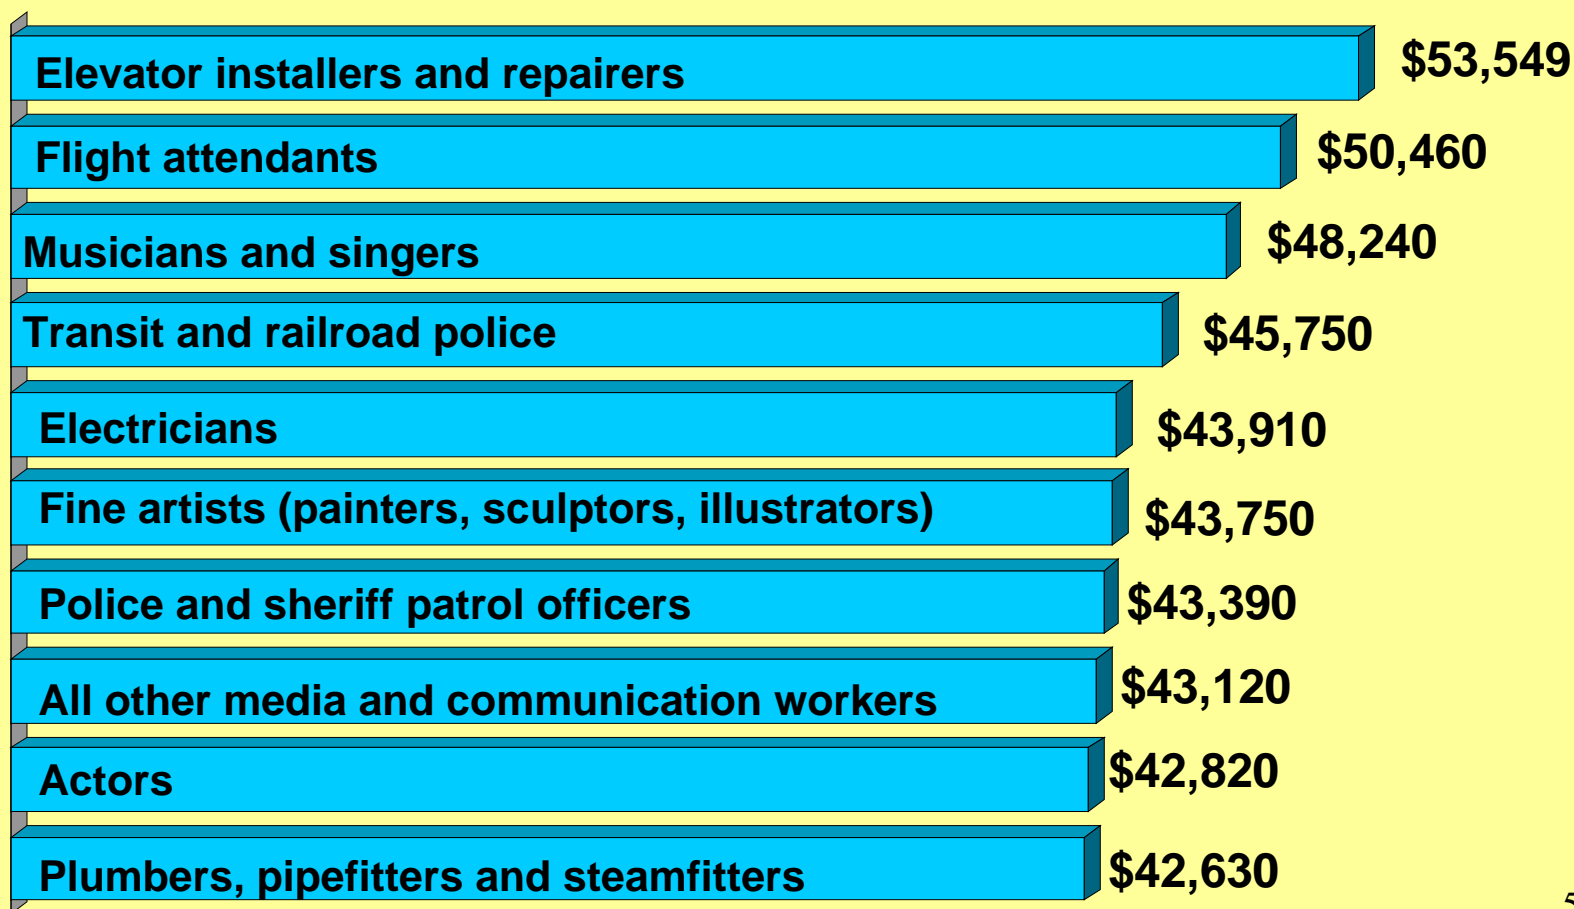 Elevator installers and repairers $53,549
Flight attendants $50,460
Musicians and singers $48,240
Transit and railroad police $45,750
Electricians $43,910
Fine artists (painters, sculptors, illustrators) $43,750
Police and sheriff patrol officers $43,390
All other media and communication workers $43,120
Actors $42,820
Plumbers, pipefitters and steamfitters $42,630